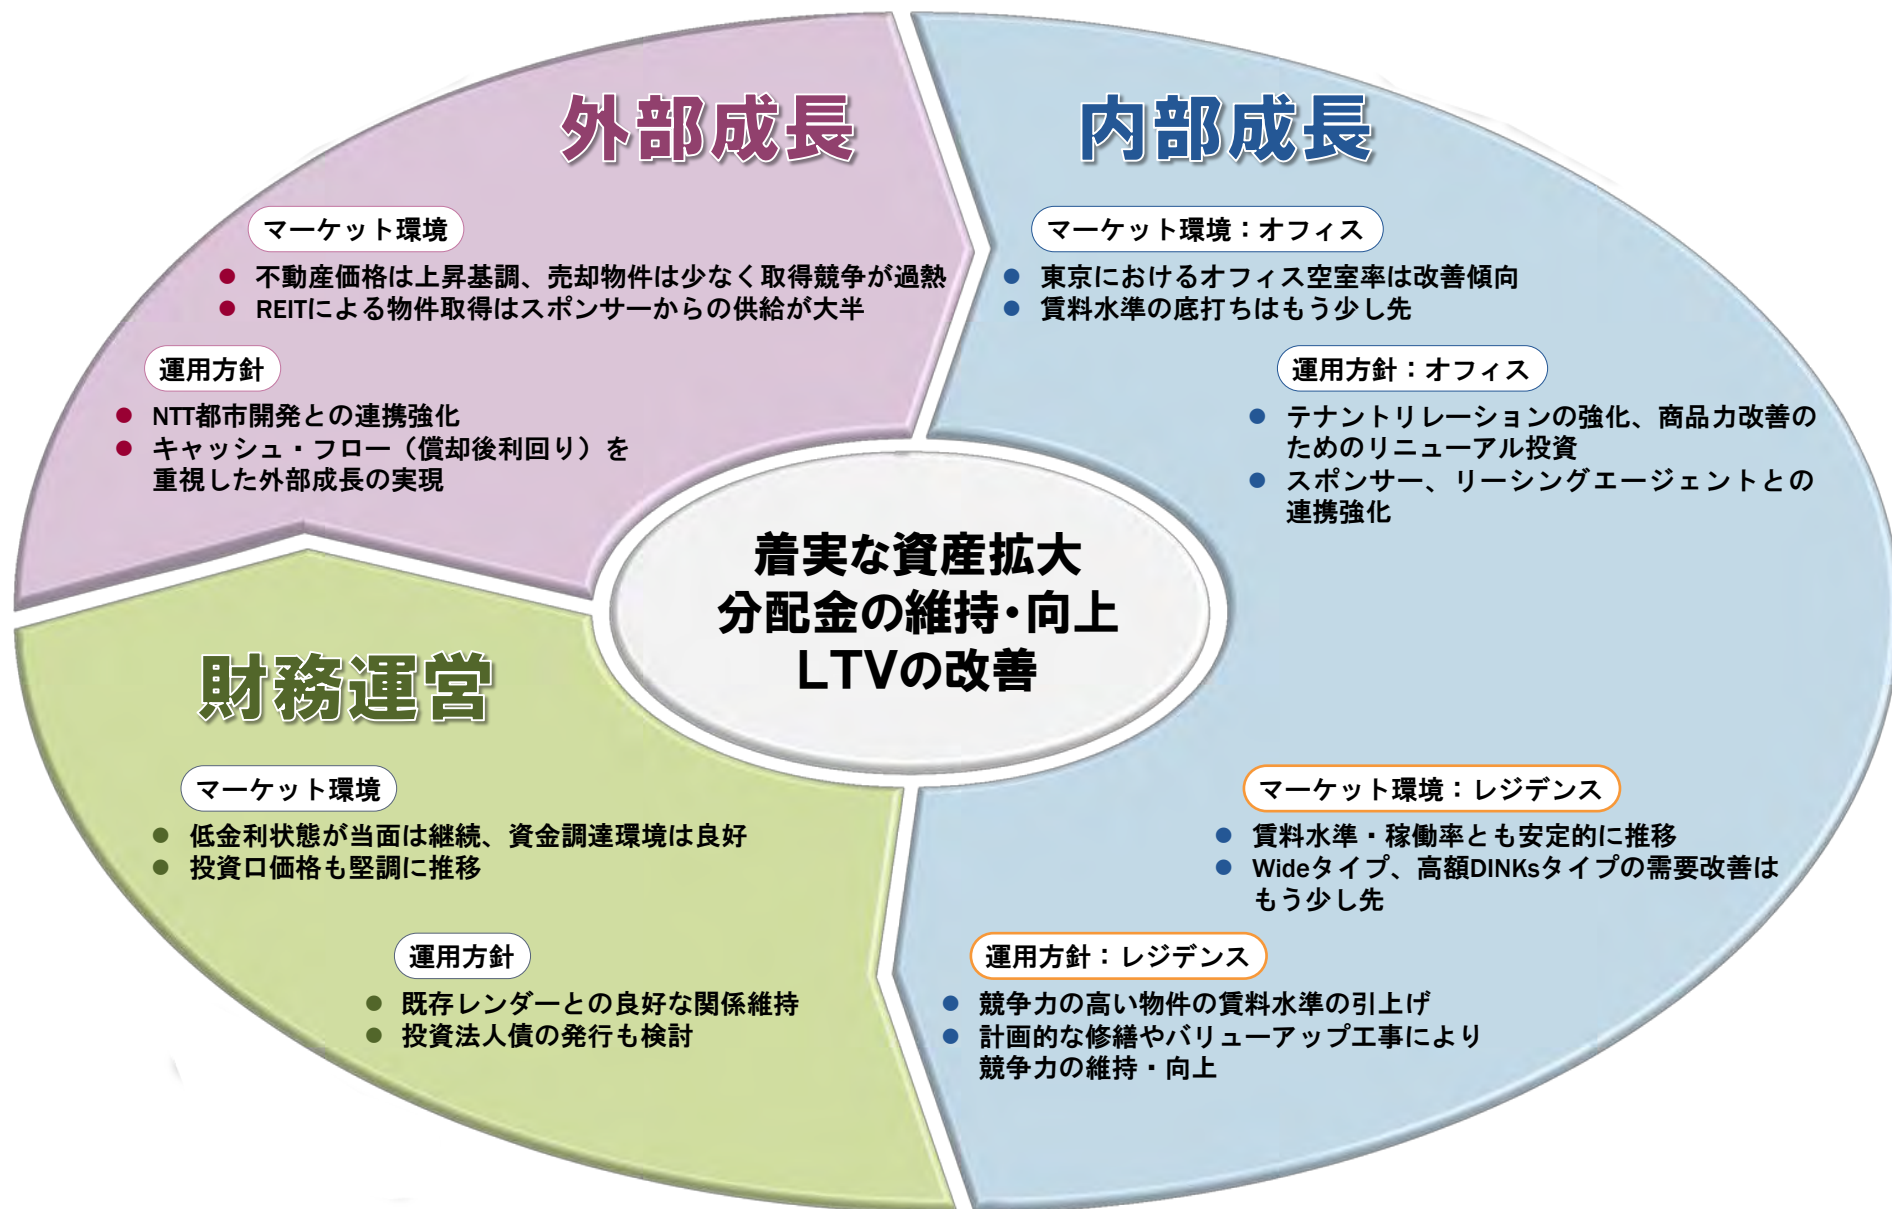 外部成長
マーケット環境
● 不動産価格は上昇基調、売却物件は少なく取得競争が過熱
● REITによる物件取得はスポンサーからの供給が大半
運用方針
● NTT都市開発との連携強化
● キャッシュ・フロー（償却後利回り）を
重視した外部成長の実現
内部成長
マーケット環境：オフィス
● 東京におけるオフィス空室率は改善傾向
● 賃料水準の底打ちはもう少し先
運用方針：オフィス
● テナントリレーションの強化、商品力改善の
ためのリニューアル投資
● スポンサー、リーシングエージェントとの
連携強化
マーケット環境：レジデンス
● 賃料水準・稼働率とも安定的に推移
● Wideタイプ、高額DINKsタイプの需要改善は
もう少し先
運用方針：レジデンス
● 競争力の高い物件の賃料水準の引上げ
● 計画的な修繕やバリューアップ工事により
競争力の維持・向上
財務運営
マーケット環境
● 低金利状態が当面は継続、資金調達環境は良好
● 投資口価格も堅調に推移
運用方針
● 既存レンダーとの良好な関係維持
● 投資法人債の発行も検討
着実な資産拡大
分配金の維持・向上
LTVの改善